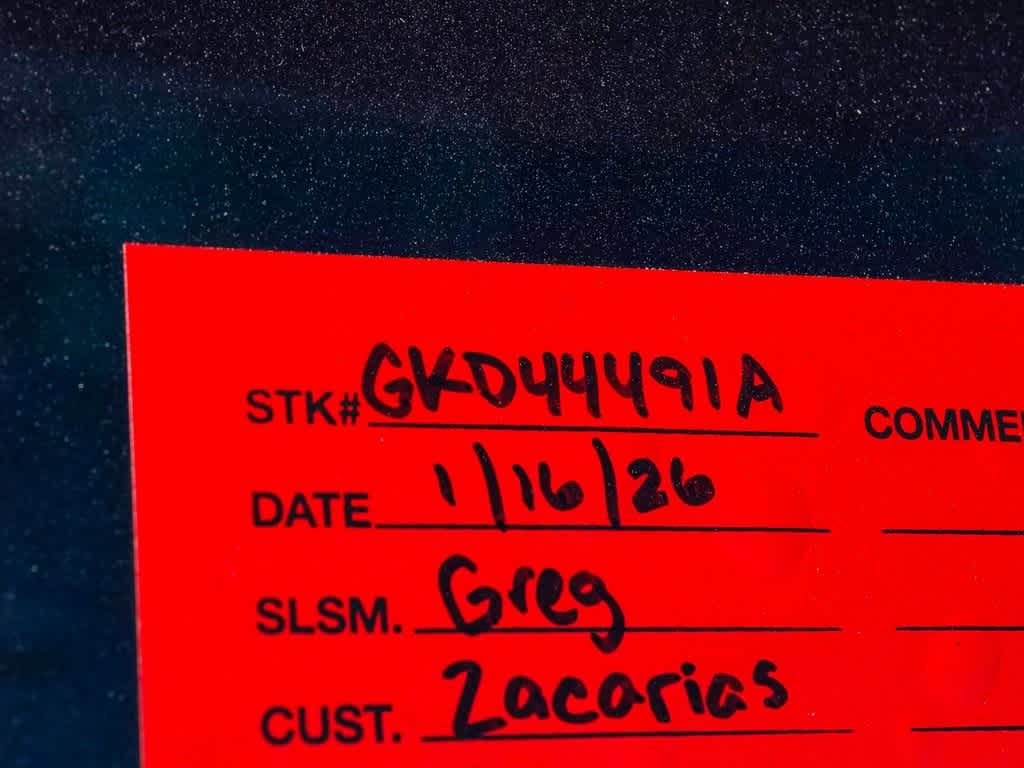 STK# GKD44491A
COMME
DATE 1/16/26
SLSM. Greg
CUST. Zacarias